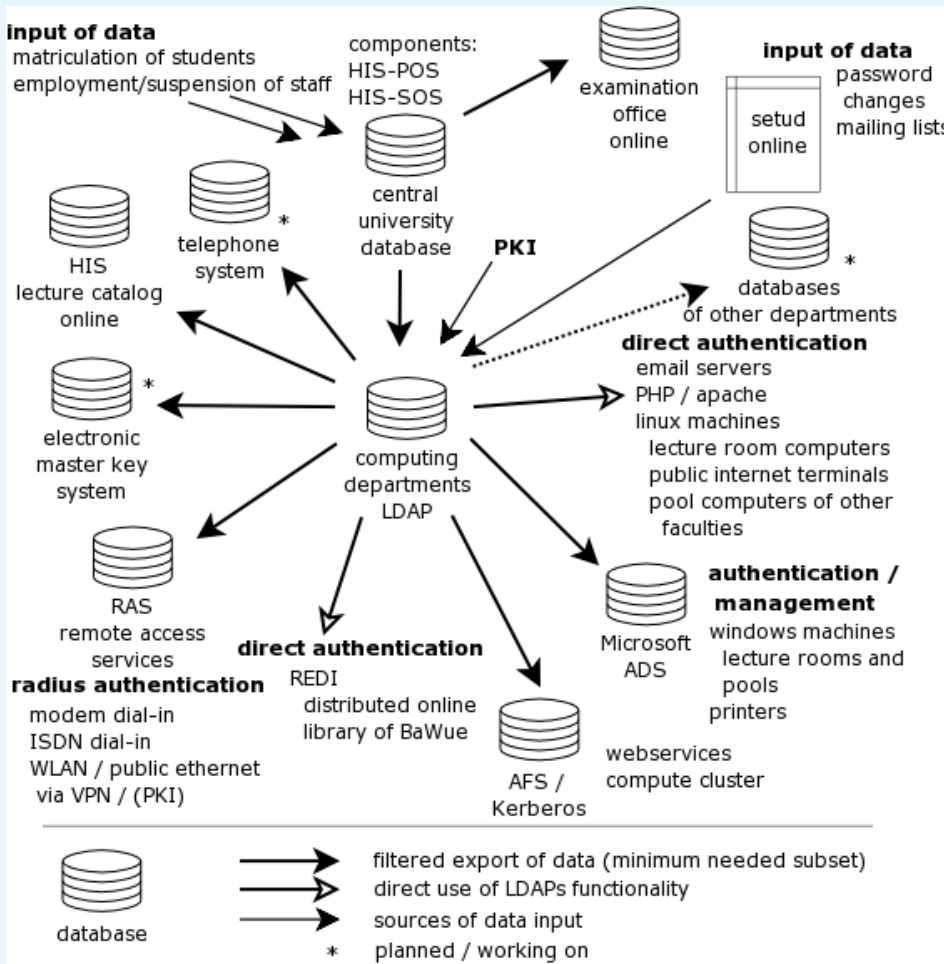 input of data
matriculation of students
employment/suspension of staff
components:
HIS-POS
HIS-SOS
central
university
database
examination
office
online
input of data
password
changes
mailing lists
setud
online
HIS
lecture catalog
online
*
telephone
system
PKI
*
databases
of other departments
*
electronic
master key
system
computing
departments
LDAP
direct authentication
email servers
PHP / apache
linux machines
lecture room computers
public internet terminals
pool computers of other
faculties
RAS
remote access
services
radius authentication
modem dial-in
ISDN dial-in
WLAN / public ethernet
via VPN / (PKI)
direct authentication
REDI
distributed online
library of BaWue
AFS /
Kerberos
webservices
compute cluster
Microsoft
ADS
authentication /
management
windows machines
lecture rooms and
pools
printers
database
filtered export of data (minimum needed subset)
direct use of LDAPs functionality
sources of data input
* planned / working on